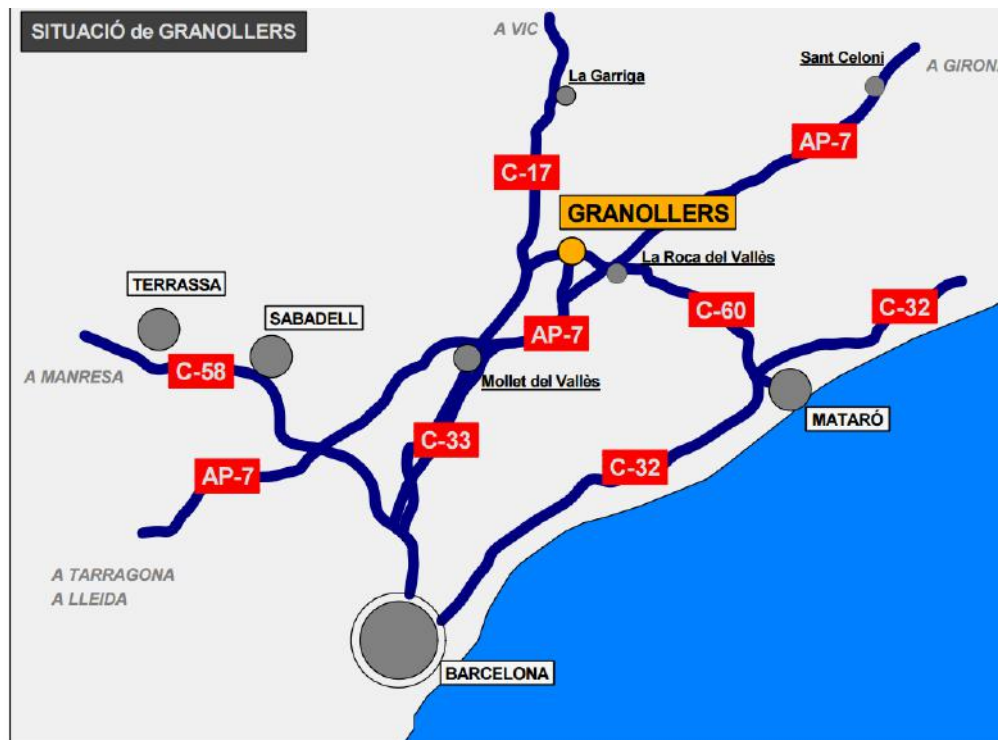 SITUACIÓ de GRANOLLERS
A VIC
La Garriga
Sant Celoni
A GIRONA
AP-7
C-17
GRANOLLERS
La Roca del Vallès
TERRASSA
SABADELL
C-60
C-32
AP-7
A MANRESA
C-58
Mollet del Vallès
MATARÓ
C-33
C-32
AP-7
A TARRAGONA
A LLEIDA
BARCELONA